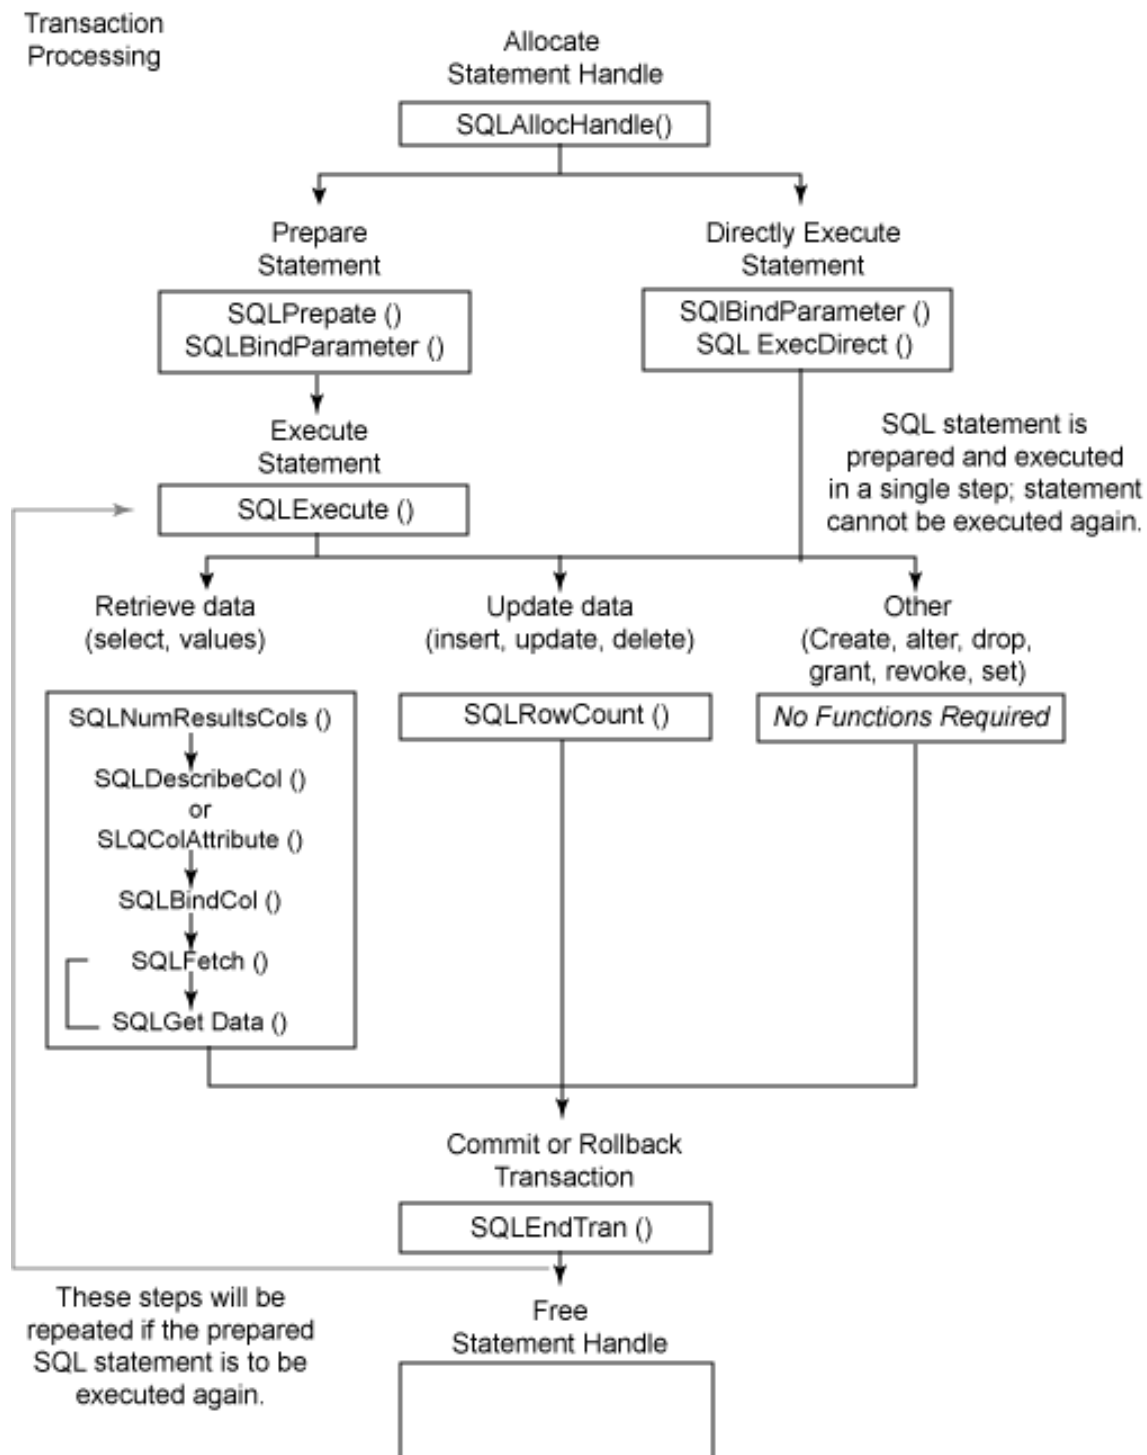 Transaction
Processing
Allocate
Statement Handle
SQLAllocHandle()
Prepare
Statement
SQLPrepate ()
SQLBindParameter ()
Directly Execute
Statement
SQlBindParameter ()
SQL ExecDirect ()
Execute
Statement
SQLExecute ()
SQL statement is
prepared and executed
in a single step; statement
cannot be executed again.
Retrieve data
(select, values)
Update data
(insert, update, delete)
Other
(Create, alter, drop,
grant, revoke, set)
SQLNumResultsCols ()
SQLDescribeCol ()
or
SLQColAttribute ()
SQLBindCol ()
SQLFetch ()
SQLGet Data ()
SQLRowCount ()
No Functions Required
Commit or Rollback
Transaction
SQLEndTran ()
These steps will be
repeated if the prepared
SQL statement is to be
executed again.
Free
Statement Handle